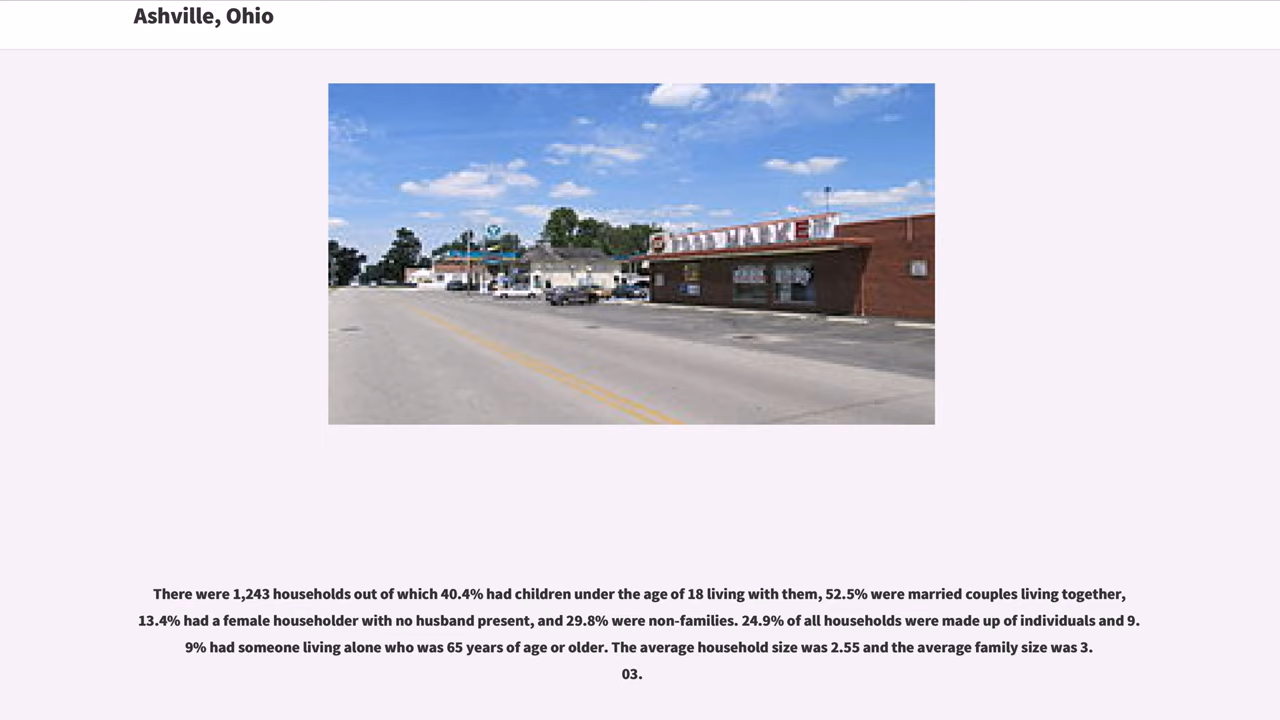 Ashville, Ohio
There were 1,243 households out of which 40.4% had children under the age of 18 living with them, 52.5% were married couples living together,
13.4% had a female householder with no husband present, and 29.8% were non-families. 24.9% of all households were made up of individuals and 9.
9% had someone living alone who was 65 years of age or older. The average household size was 2.55 and the average family size was 3.
03.